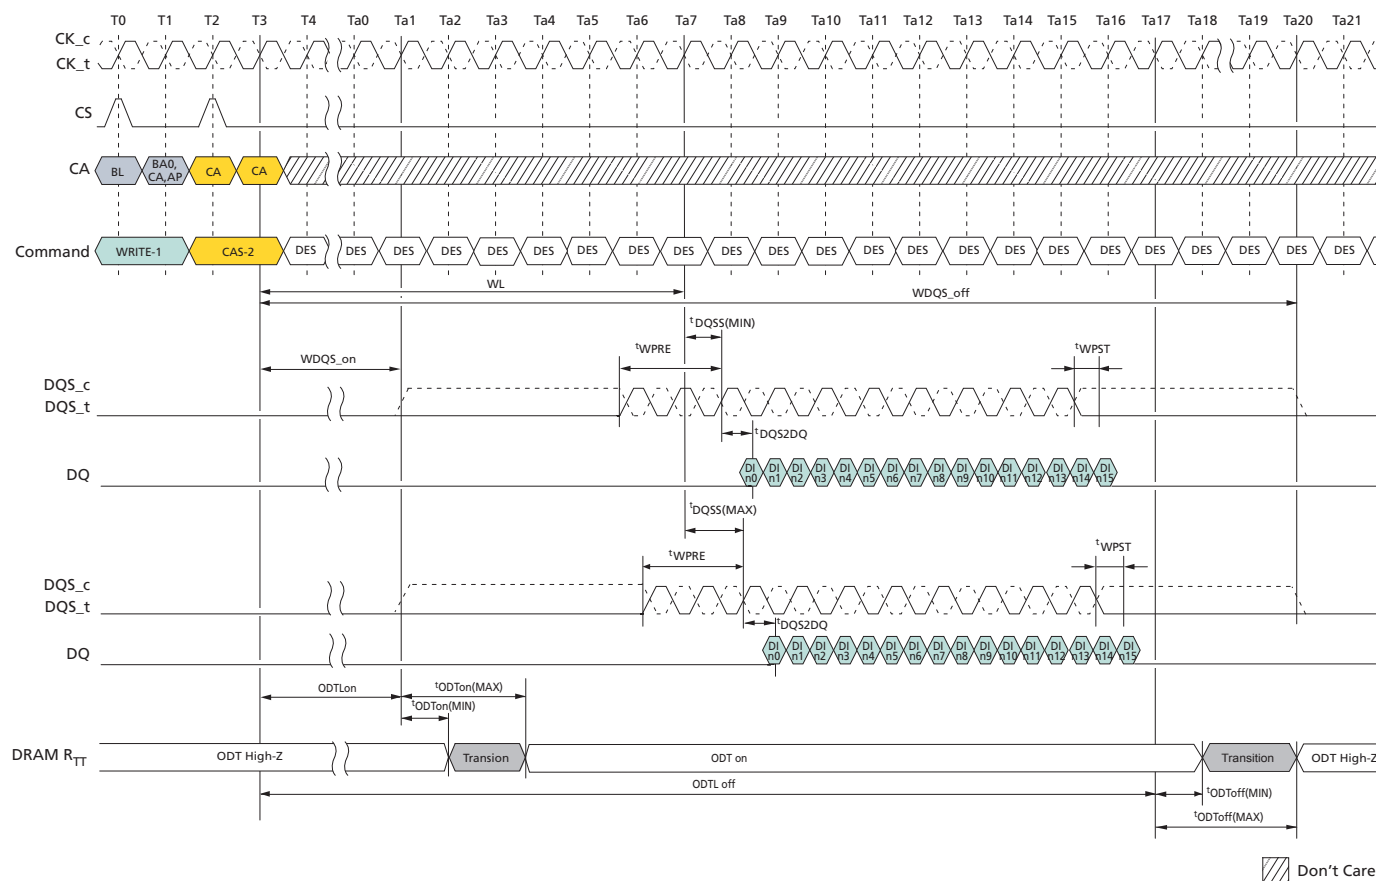 T0 T1 T2 T3 T4 Ta0 Ta1 Ta2 Ta3 Ta4 Ta5 Ta6 Ta7 Ta8 Ta9 Ta10 Ta11 Ta12 Ta13 Ta14 Ta15 Ta16 Ta17 Ta18 Ta19 Ta20 Ta21
CK_c
CK_t
CS
CA BL BA0, CA,AP CA CA
Command WRITE-1 CAS-2 DES DES DES DES DES DES DES DES DES DES DES DES DES DES DES DES DES DES DES DES DES DES DES
WL
WDQS_off
tDQSS(MIN)
WDQS_on tWPRE tWPST
DQS_c
DQS_t
tDQS2DQ
DQ DI n0 DI n1 DI n2 DI n3 DI n4 DI n5 DI n6 DI n7 DI n8 DI n9 DI n10 DI n11 DI n12 DI n13 DI n14 DI n15
tDQSS(MAX)
tWPRE tWPST
DQS_c
DQS_t
tDQS2DQ
DQ DI n0 DI n1 DI n2 DI n3 DI n4 DI n5 DI n6 DI n7 DI n8 DI n9 DI n10 DI n11 DI n12 DI n13 DI n14 DI n15
ODTLon tODTon(MAX)
tODTon(MIN)
DRAM RTT ODT High-Z Transion ODT on Transition ODT High-Z
ODTL off tODToff(MIN)
tODToff(MAX)
Don't Care